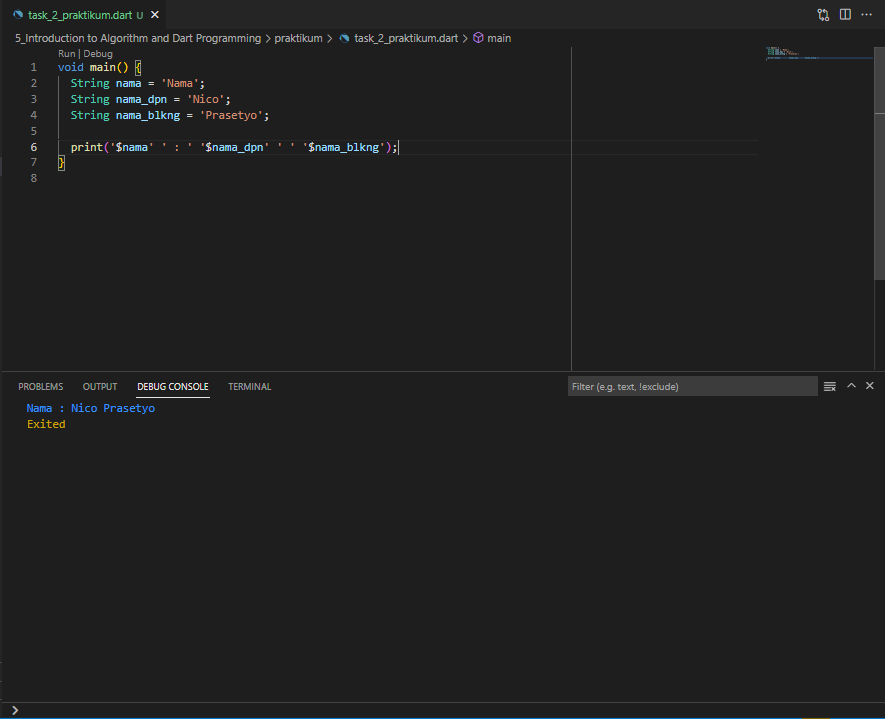 task_2_praktikum.dart U
5_Introduction to Algorithm and Dart Programming > praktikum > task_2_praktikum.dart > main
Run | Debug
1 void main() {
2 String nama = 'Nama';
3 String nama_dpn = 'Nico';
4 String nama_blkng = 'Prasetyo';
5
6 print('$nama' ' : ' '$nama_dpn' ' ' '$nama_blkng');
7 }
8
PROBLEMS OUTPUT DEBUG CONSOLE TERMINAL Filter (e.g. text, !exclude)
Nama : Nico Prasetyo
Exited